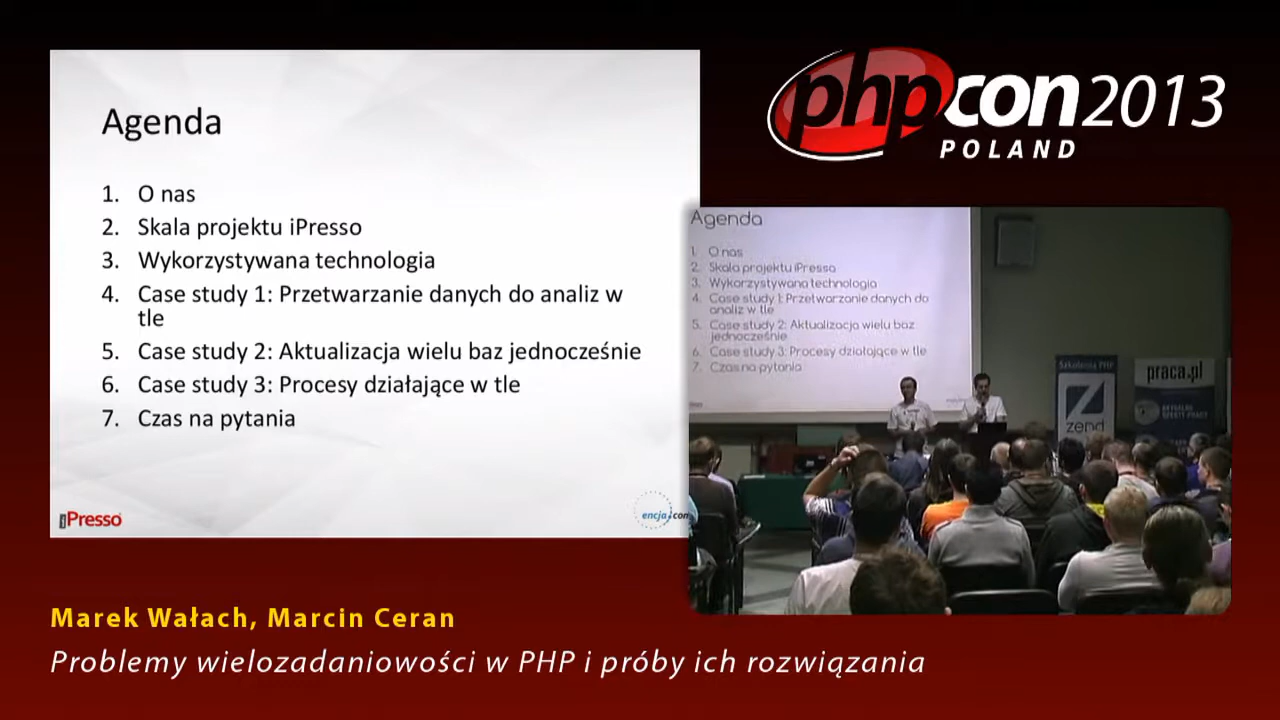 Agenda
1. O nas
2. Skala projektu iPresso
3. Wykorzystywana technologia
4. Case study 1: Przetwarzanie danych do analiz w
tle
5. Case study 2: Aktualizacja wielu baz jednocześnie
6. Case study 3: Procesy działające w tle
7. Czas na pytania
iPresso
encja.com
phpcon 2013
POLAND
Agenda
1. O nas
2. Skala projektu iPresso
3. Wykorzystywana technologia
4. Case study 1: Przetwarzanie danych do
analiz w tle
5. Case study 2: Aktualizacja wielu baz
jednocześnie
6. Case study 3: Procesy działające w tle
7. Czas na pytania
Szkolenia PHP
zend
praca.pl
Marek Wałach, Marcin Ceran
Problemy wielozadaniowości w PHP i próby ich rozwiązania